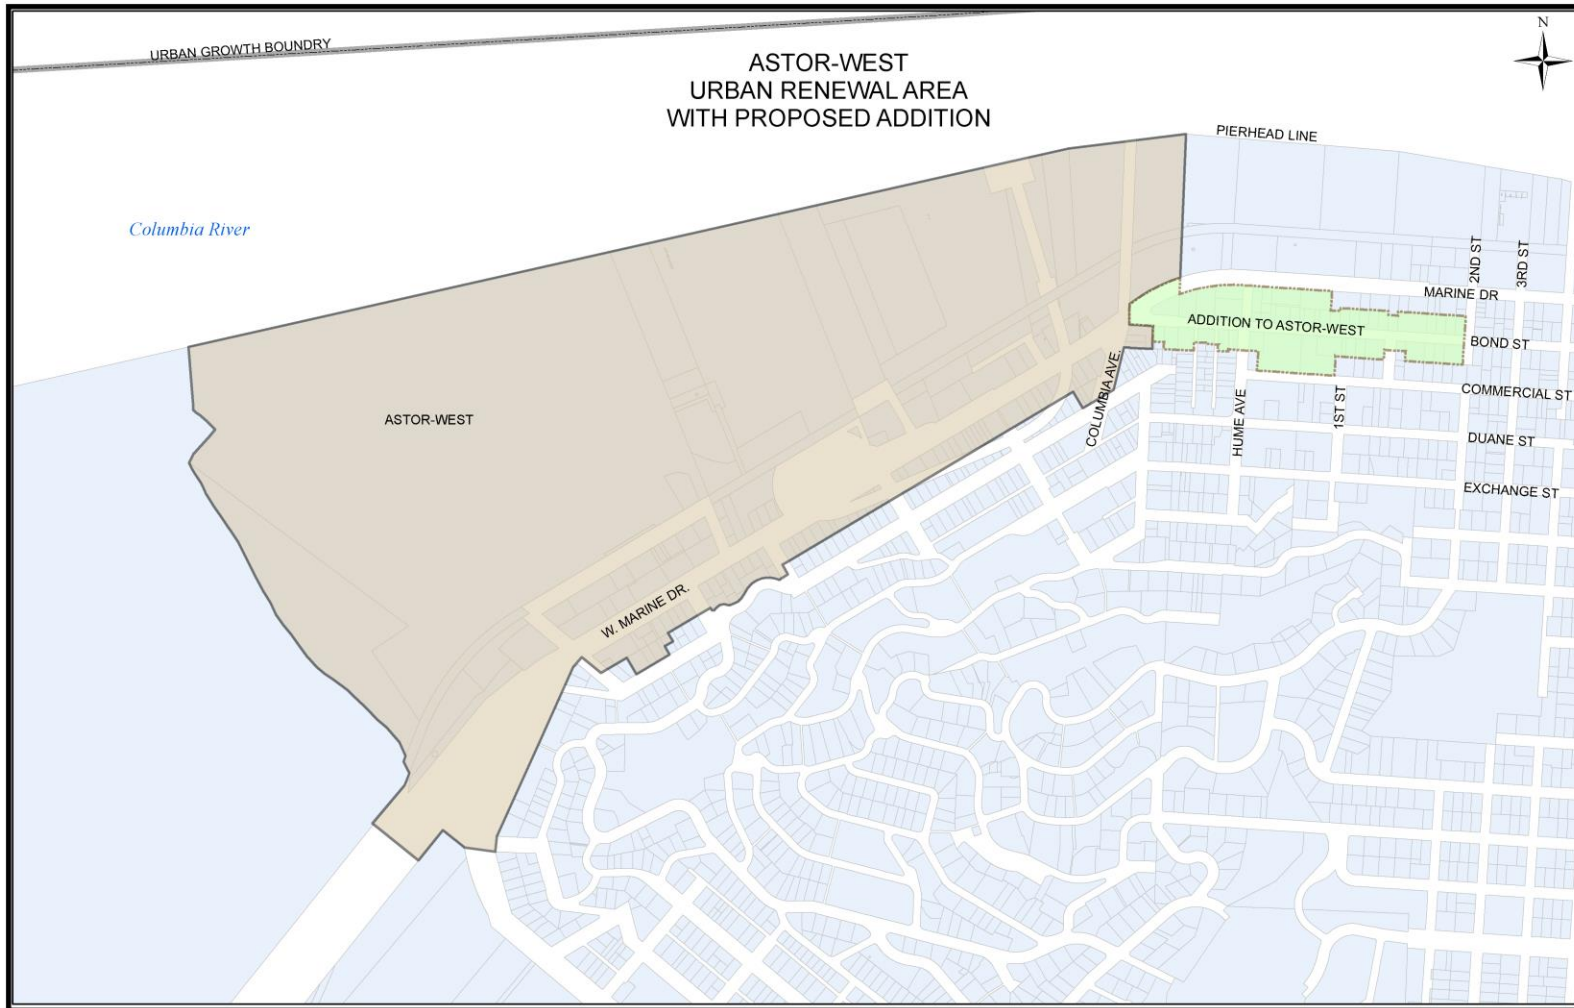 URBAN GROWTH BOUNDRY
ASTOR-WEST
URBAN RENEWAL AREA
WITH PROPOSED ADDITION
N
PIERHEAD LINE
Columbia River
2ND ST
3RD ST
MARINE DR
ADDITION TO ASTOR-WEST
BOND ST
COLUMBIA AVE.
COMMERCIAL ST
HUME AVE
1ST ST
ASTOR-WEST
DUANE ST
EXCHANGE ST
W. MARINE DR.